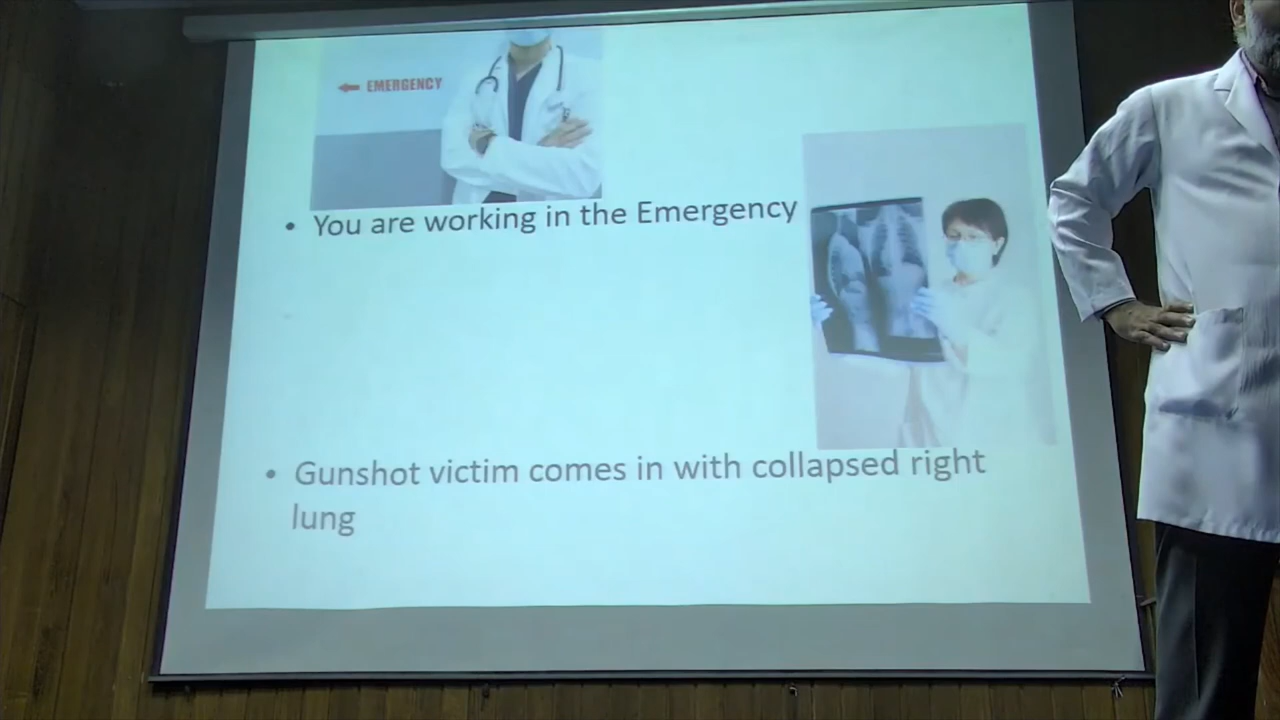 EMERGENCY
• You are working in the Emergency
• Gunshot victim comes in with collapsed right
lung